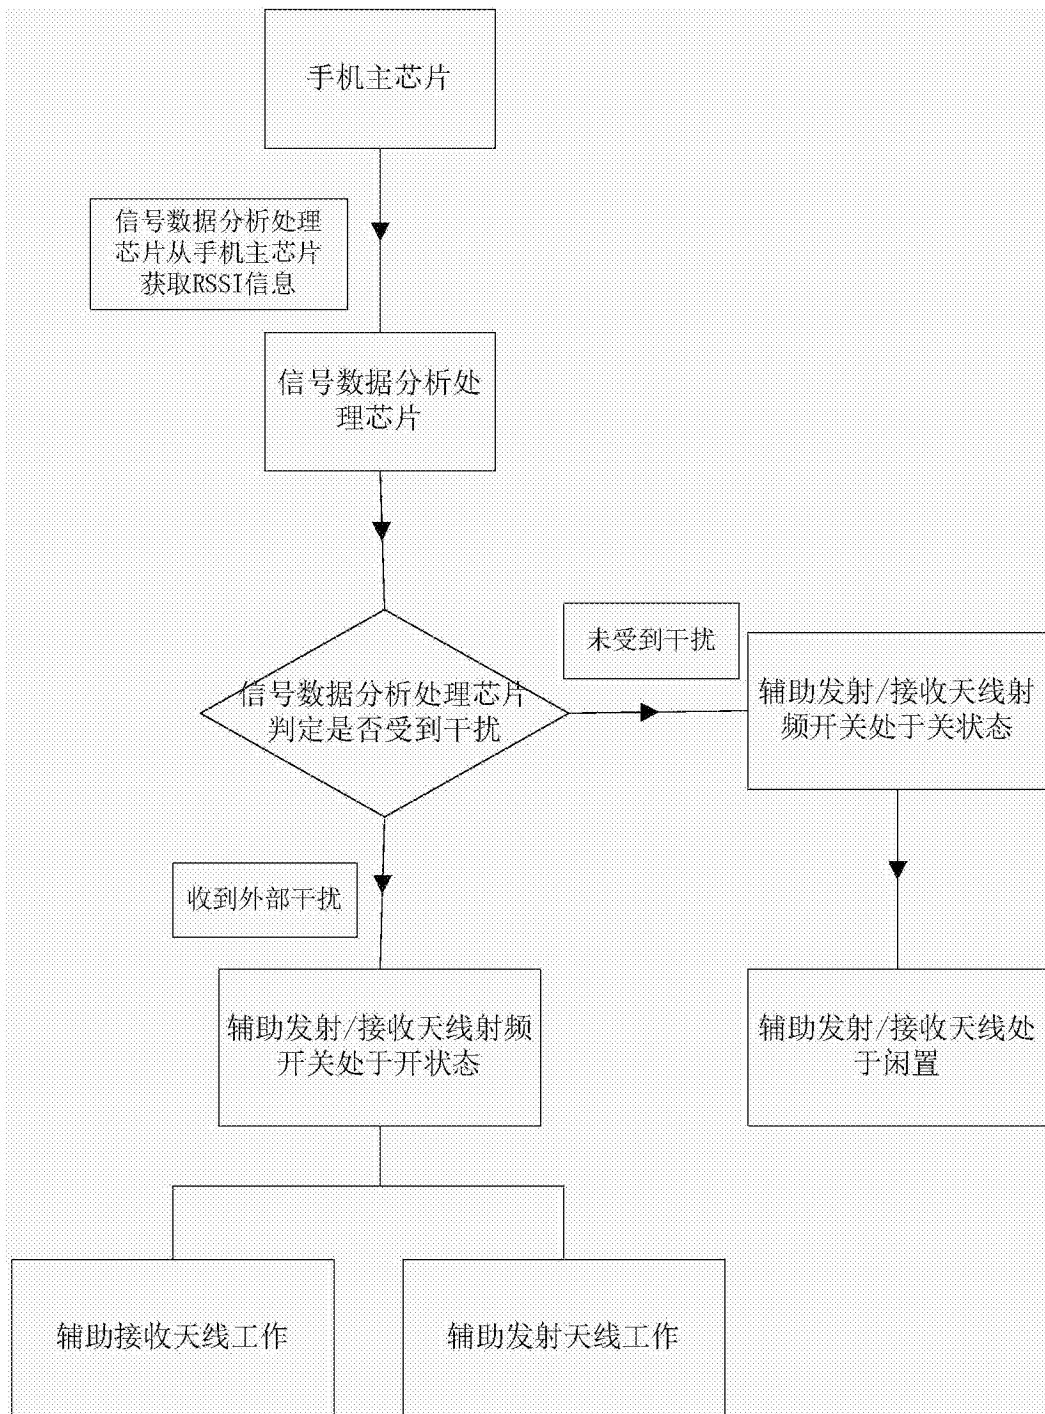 手机主芯片
信号数据分析处理
芯片从手机主芯片
获取RSSI信息
信号数据分析处
理芯片
未受到干扰
信号数据分析处理芯片
判定是否受到干扰
辅助发射/接收天线射
频开关处于关状态
收到外部干扰
辅助发射/接收天线射频
开关处于开状态
辅助发射/接收天线处
于闲置
辅助接收天线工作
辅助发射天线工作